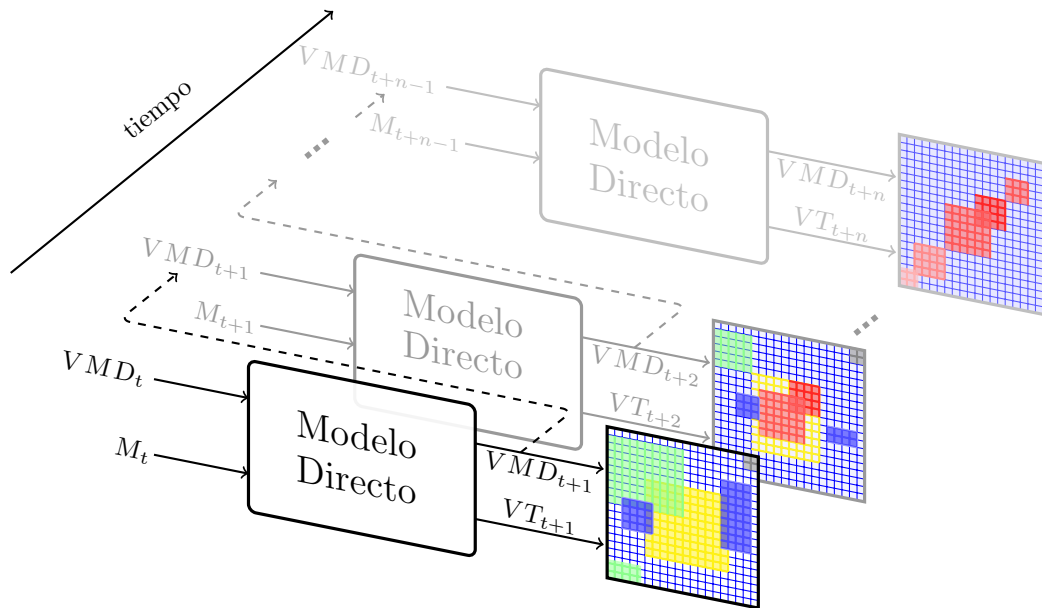 tiempo
VMD_{t+n-1}
M_{t+n-1}
Modelo
Directo
VMD_{t+n}
VT_{t+n}
VMD_{t+1}
M_{t+1}
Modelo
Directo
VMD_{t+2}
VT_{t+2}
VMD_t
M_t
Modelo
Directo
VMD_{t+1}
VT_{t+1}